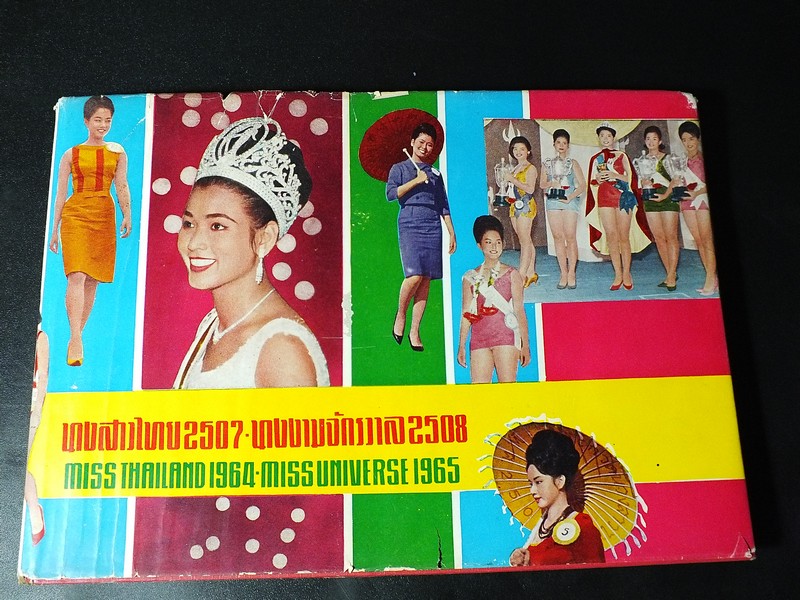 นางสาวไทย 2507 · นางงามจักรวาล 2508
MISS THAILAND 1964 · MISS UNIVERSE 1965
S